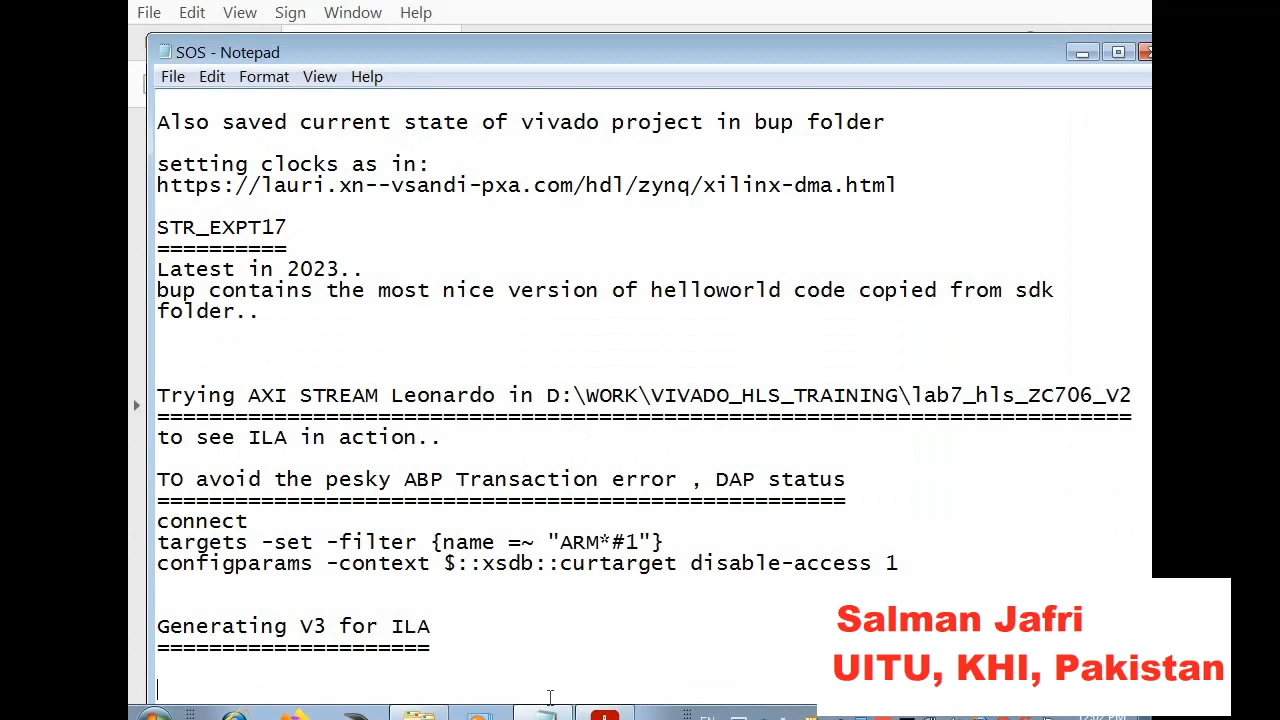 File Edit View Sign Window Help
SOS - Notepad
File Edit Format View Help
Also saved current state of vivado project in bup folder
setting clocks as in:
https://lauri.xn--vsandi-pxa.com/hdl/zynq/xilinx-dma.html
STR_EXPT17
==========
Latest in 2023..
bup contains the most nice version of helloworld code copied from sdk
folder..
Trying AXI STREAM Leonardo in D:\WORK\VIVADO_HLS_TRAINING\lab7_hls_ZC706_V2
===========================================================================
to see ILA in action..
TO avoid the pesky ABP Transaction error , DAP status
=====================================================
connect
targets -set -filter {name =~ "ARM*#1"}
configparams -context $::xsdb::curtarget disable-access 1
Generating V3 for ILA
=====================
Salman Jafri
UITU, KHI, Pakistan
EN 12:02 PM